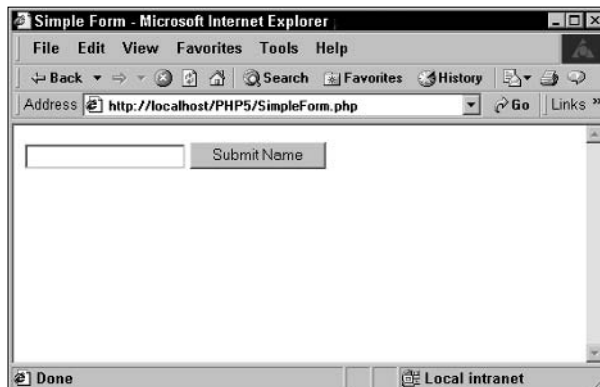 Simple Form - Microsoft Internet Explorer
File Edit View Favorites Tools Help
Back Search Favorites History
Address http://localhost/PHP5/SimpleForm.php Go Links »
Submit Name
Done Local intranet